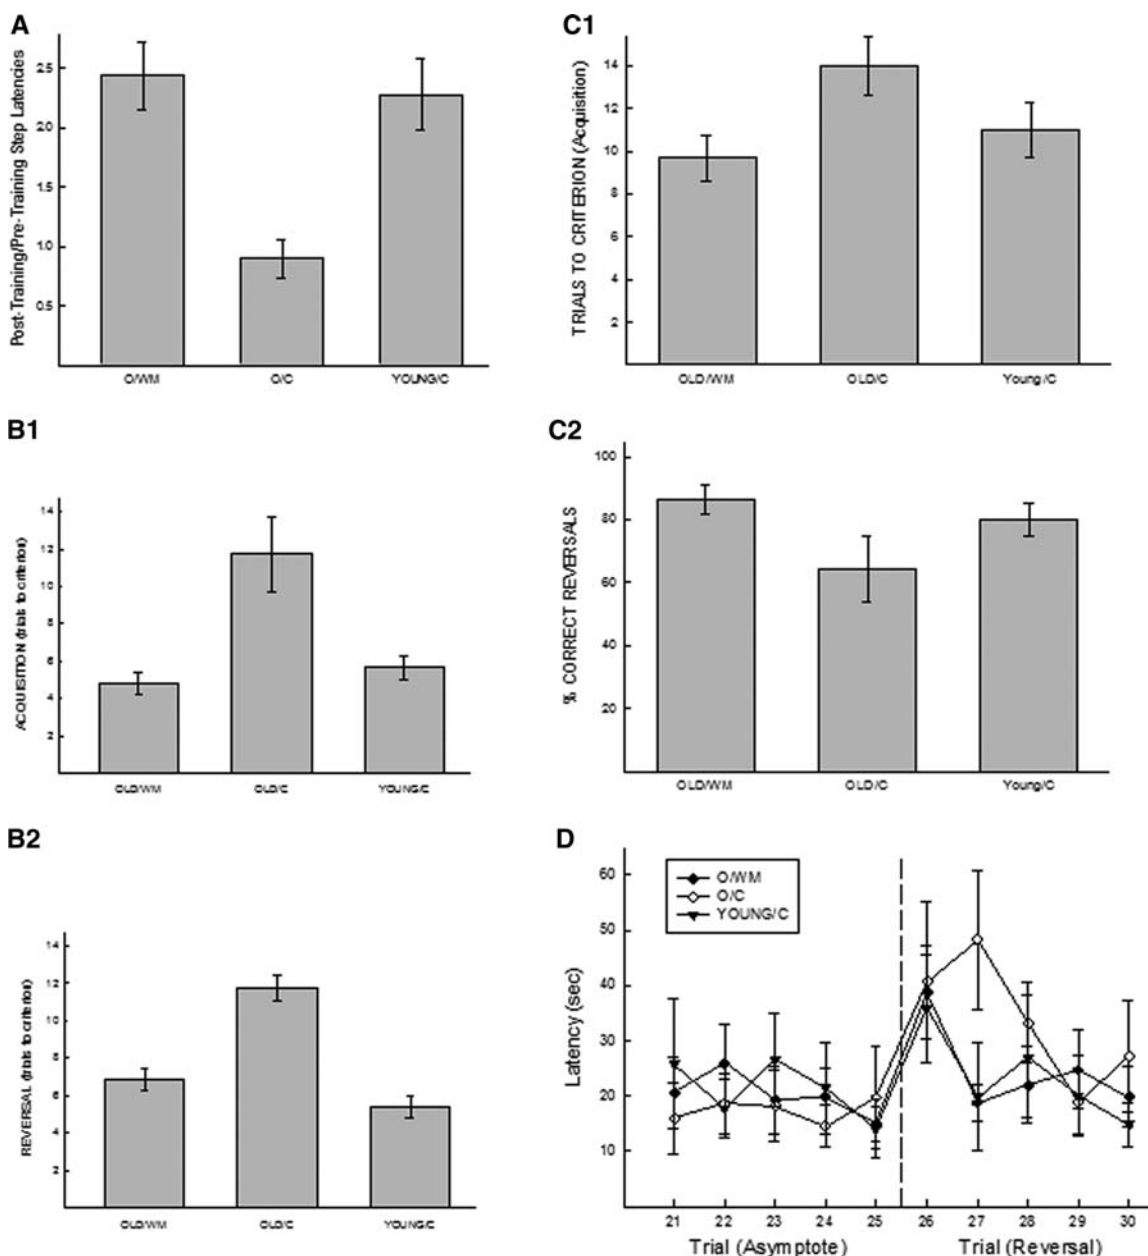 A
Post-Training/Pre-Training Step Latencies
2.5
2.0
1.5
1.0
0.5
O/WM O/C YOUNG/C
C1
TRIALS TO CRITERION (Acquisition)
14
12
10
8
6
4
2
OLD/WM OLD/C Young/C
B1
ACQUISITION (trials to criterion)
14
12
10
8
6
4
2
OLD/WM OLD/C YOUNG/C
C2
% CORRECT REVERSALS
100
80
60
40
20
OLD/WM OLD/C Young/C
B2
REVERSAL (trials to criterion)
14
12
10
8
6
4
2
OLD/WM OLD/C YOUNG/C
D
Latency (sec)
60
50
40
30
20
10
O/WM
O/C
YOUNG/C
21 22 23 24 25 26 27 28 29 30
Trial (Asymptote) Trial (Reversal)